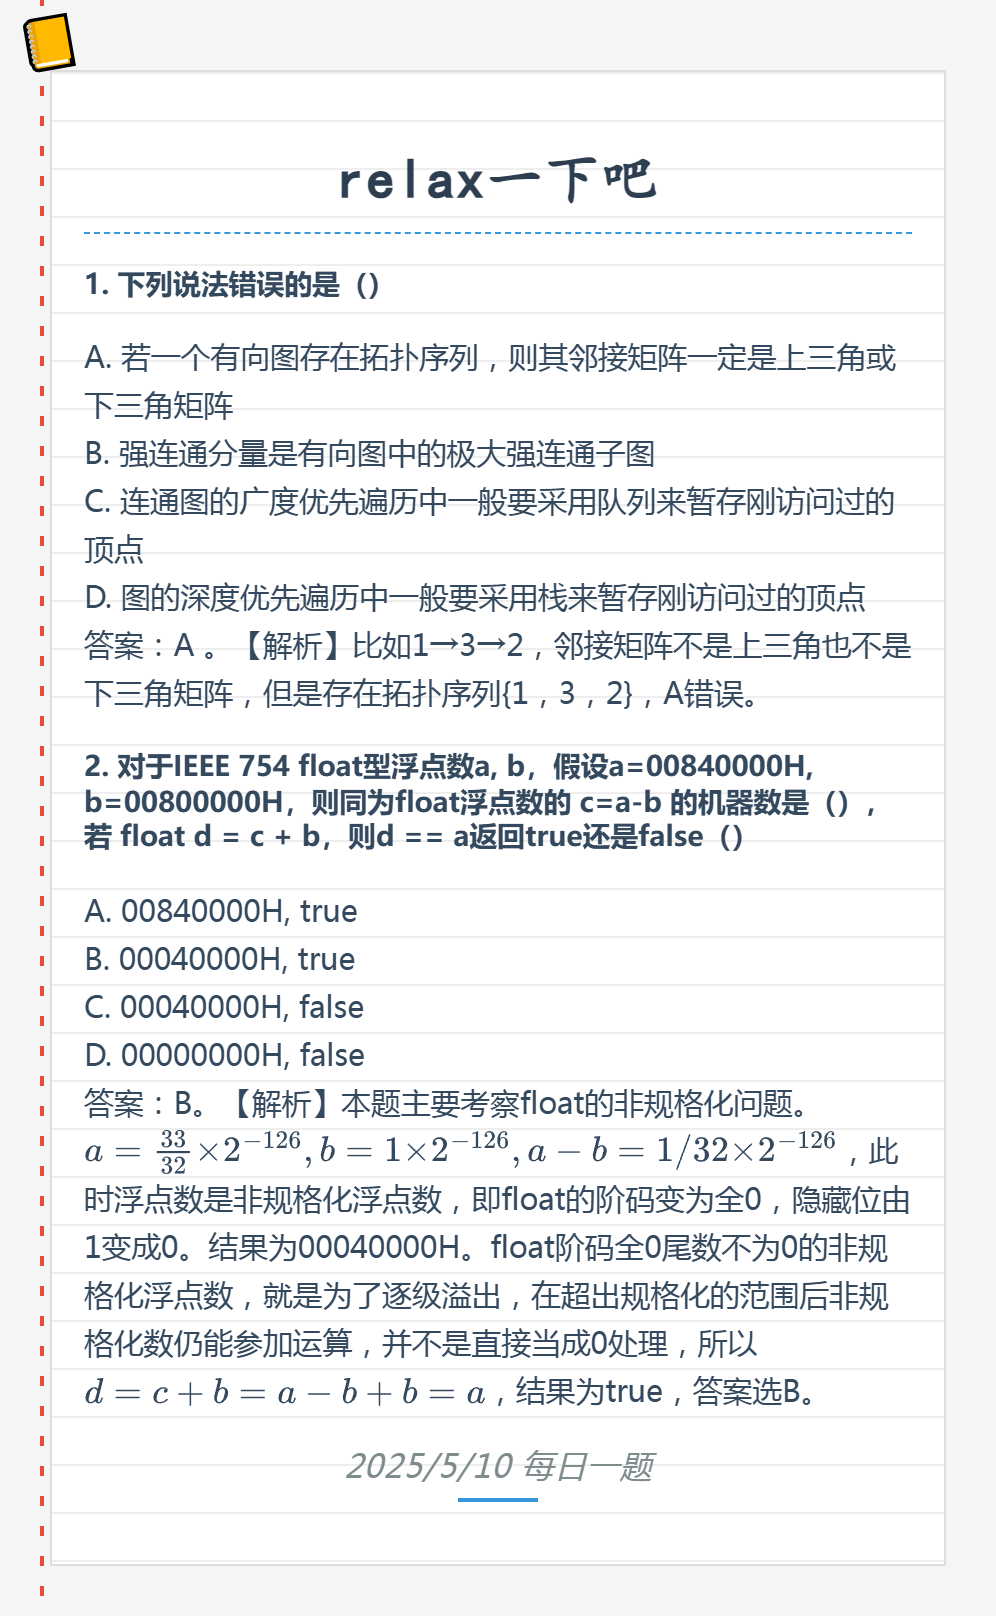 relax一下吧
1. 下列说法错误的是（）
A. 若一个有向图存在拓扑序列，则其邻接矩阵一定是上三角或
下三角矩阵
B. 强连通分量是有向图中的极大强连通子图
C. 连通图的广度优先遍历中一般要采用队列来暂存刚访问过的
顶点
D. 图的深度优先遍历中一般要采用栈来暂存刚访问过的顶点
答案：A 。【解析】比如1→3→2，邻接矩阵不是上三角也不是
下三角矩阵，但是存在拓扑序列{1，3，2}，A错误。
2. 对于IEEE 754 float型浮点数a, b，假设a=00840000H,
b=00800000H，则同为float浮点数的 c=a-b 的机器数是（），
若 float d = c + b，则d == a返回true还是false（）
A. 00840000H, true
B. 00040000H, true
C. 00040000H, false
D. 00000000H, false
答案：B。【解析】本题主要考察float的非规格化问题。
$a = \frac{33}{32} \times 2^{-126}, b = 1 \times 2^{-126}, a - b = 1/32 \times 2^{-126}$，此
时浮点数是非规格化浮点数，即float的阶码变为全0，隐藏位由
1变成0。结果为00040000H。float阶码全0尾数不为0的非规
格化浮点数，就是为了逐级溢出，在超出规格化的范围后非规
格化数仍能参加运算，并不是直接当成0处理，所以
$d = c + b = a - b + b = a$，结果为true，答案选B。
2025/5/10 每日一题